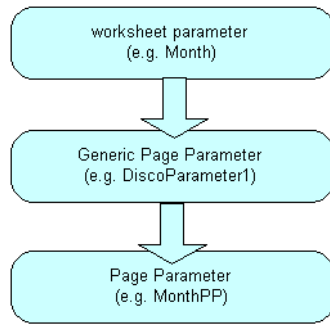 worksheet parameter
(e.g. Month)
Generic Page Parameter
(e.g. DiscoParameter1)
Page Parameter
(e.g. MonthPP)